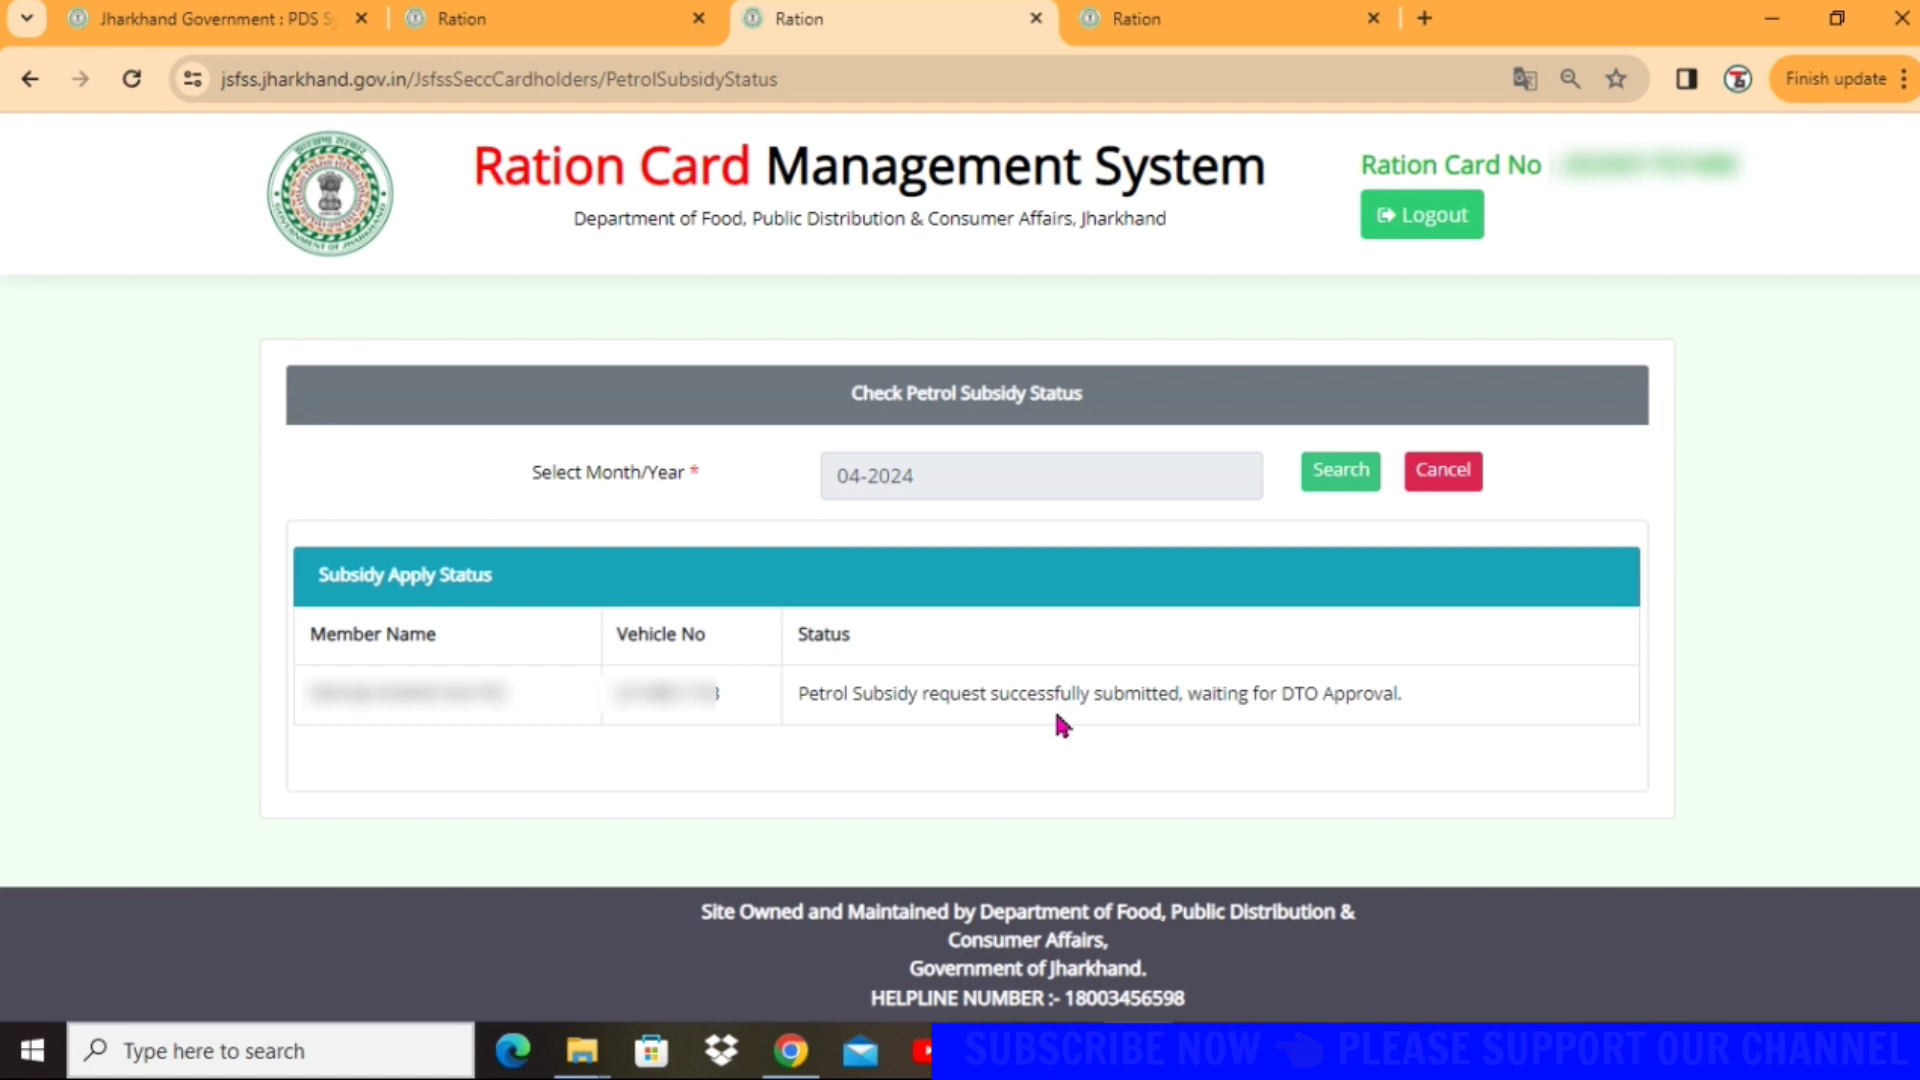 Jharkhand Government : PDS S
Ration
Ration
Ration
jsfss.jharkhand.gov.in/JsfssSeccCardholders/PetrolSubsidyStatus
Finish update
Ration Card Management System
Department of Food, Public Distribution & Consumer Affairs, Jharkhand
Ration Card No
Logout
Check Petrol Subsidy Status
Select Month/Year *
04-2024
Search
Cancel
Subsidy Apply Status
Member Name
Vehicle No
Status
Petrol Subsidy request successfully submitted, waiting for DTO Approval.
Site Owned and Maintained by Department of Food, Public Distribution &
Consumer Affairs,
Government of Jharkhand.
HELPLINE NUMBER :- 18003456598
Type here to search
SUBSCRIBE NOW PLEASE SUPPORT OUR CHANNEL